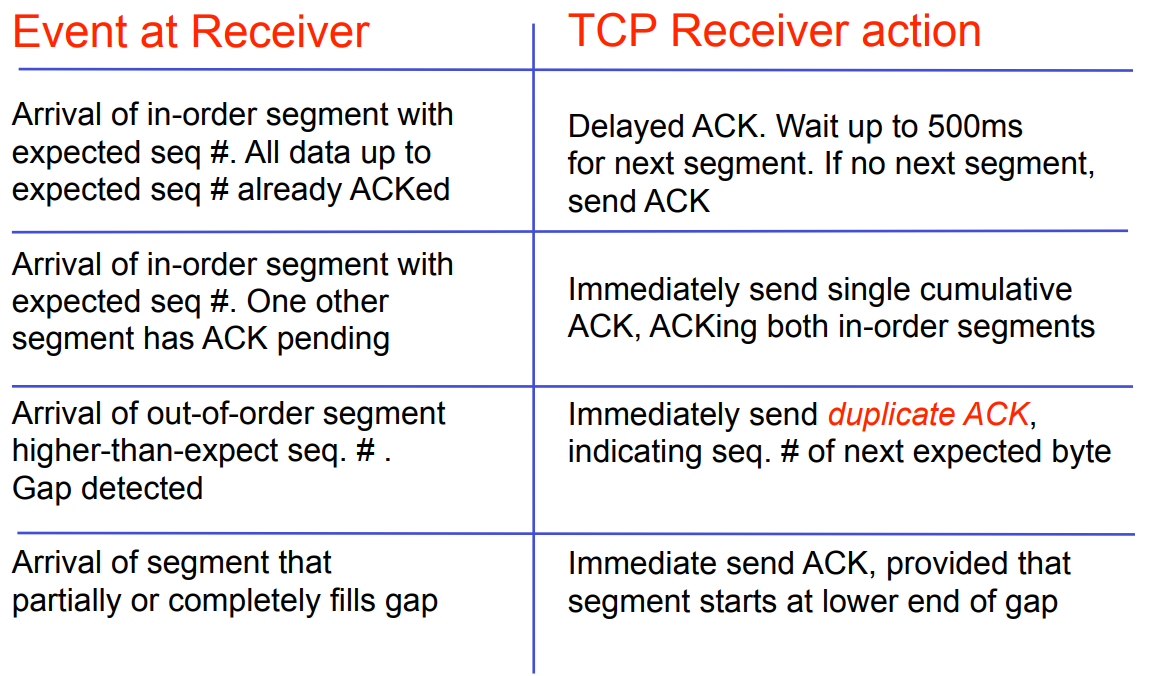 Event at Receiver
TCP Receiver action
Arrival of in-order segment with
expected seq #. All data up to
expected seq # already ACKed
Delayed ACK. Wait up to 500ms
for next segment. If no next segment,
send ACK
Arrival of in-order segment with
expected seq #. One other
segment has ACK pending
Immediately send single cumulative
ACK, ACKing both in-order segments
Arrival of out-of-order segment
higher-than-expect seq. # .
Gap detected
Immediately send duplicate ACK,
indicating seq. # of next expected byte
Arrival of segment that
partially or completely fills gap
Immediate send ACK, provided that
segment starts at lower end of gap